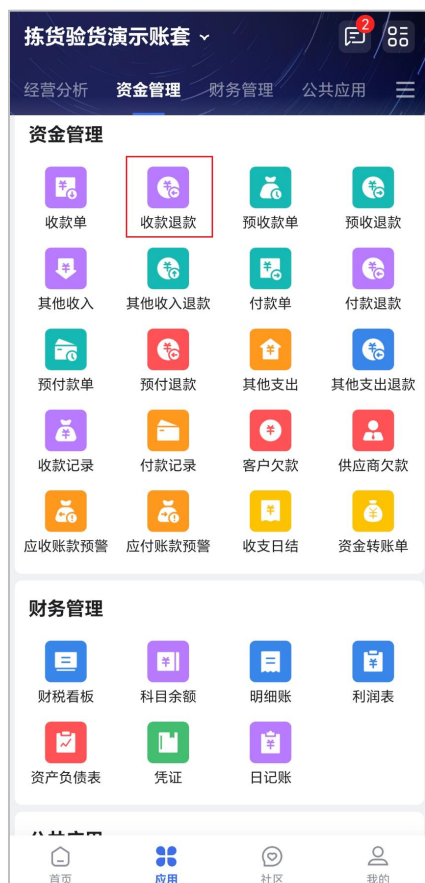 拣货验货演示账套
2
经营分析 资金管理 财务管理 公共应用
资金管理
收款单 收款退款 预收款单 预收退款
其他收入 其他收入退款 付款单 付款退款
预付款单 预付退款 其他支出 其他支出退款
收款记录 付款记录 客户欠款 供应商欠款
应收账款预警 应付账款预警 收支日结 资金转账单
财务管理
财税看板 科目余额 明细账 利润表
资产负债表 凭证 日记账
公共应用
首页 应用 社区 我的